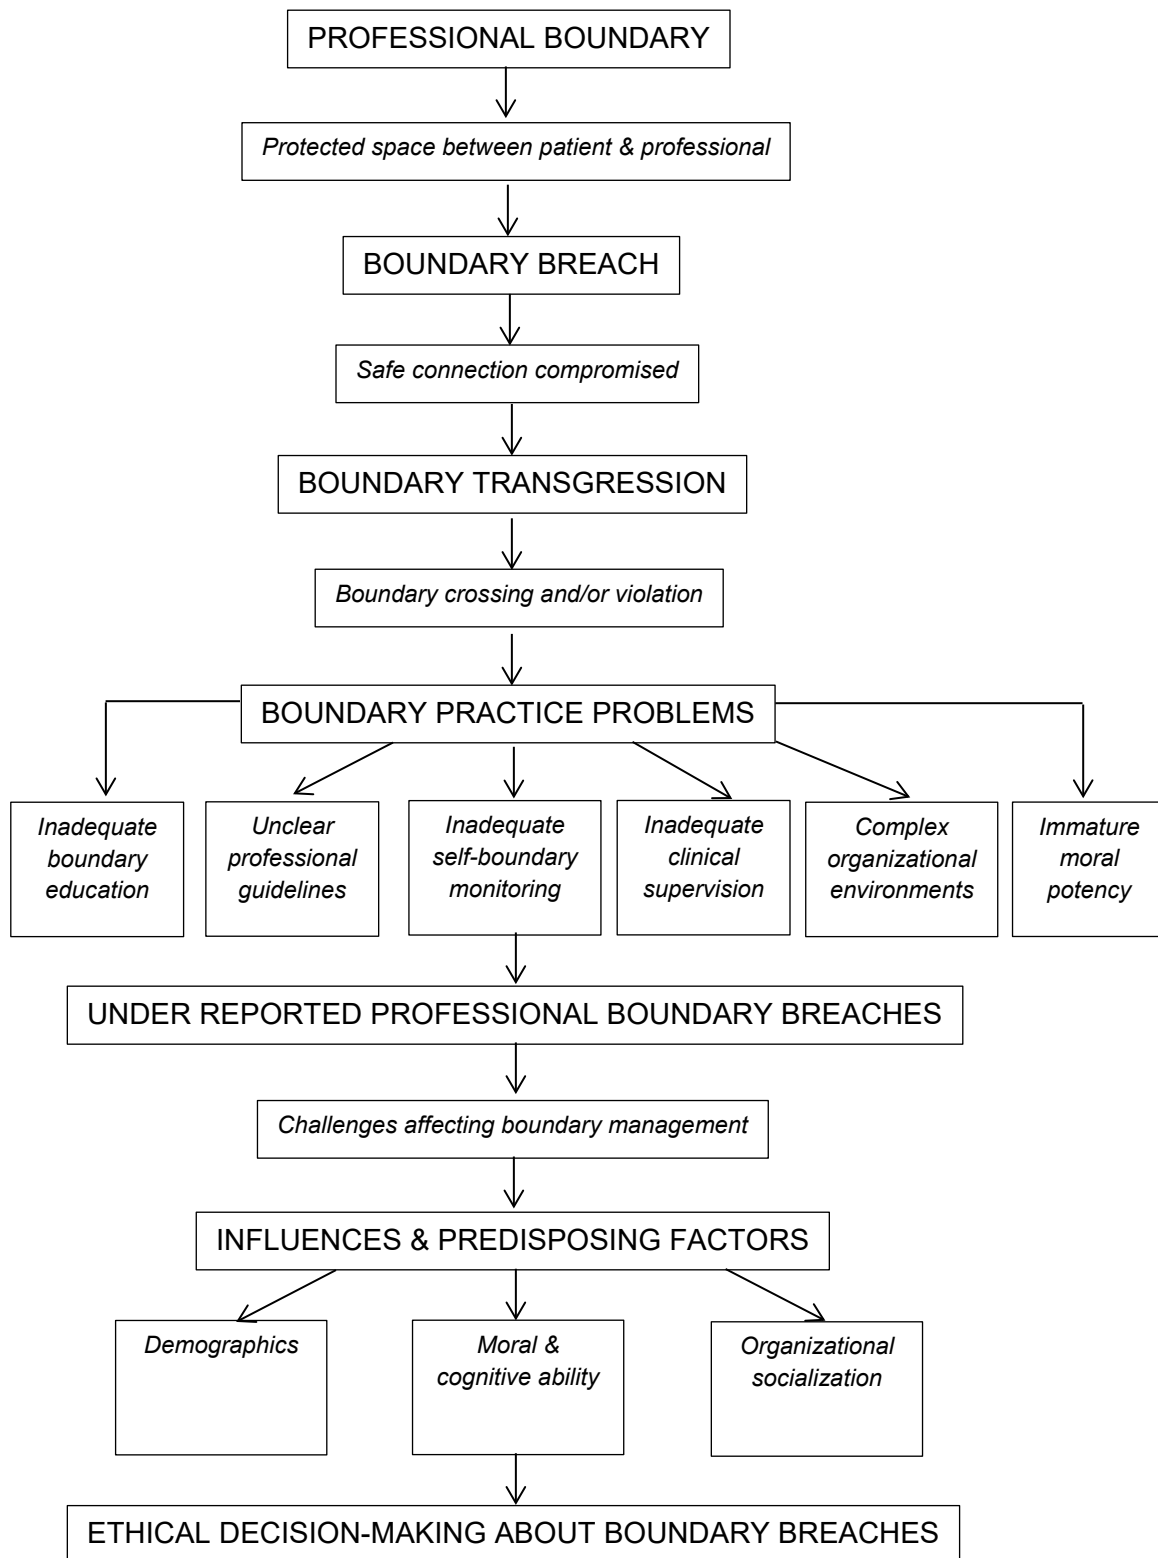 PROFESSIONAL BOUNDARY
Protected space between patient & professional
BOUNDARY BREACH
Safe connection compromised
BOUNDARY TRANSGRESSION
Boundary crossing and/or violation
BOUNDARY PRACTICE PROBLEMS
Inadequate
boundary
education
Unclear
professional
guidelines
Inadequate
self-boundary
monitoring
Inadequate
clinical
supervision
Complex
organizational
environments
Immature
moral
potency
UNDER REPORTED PROFESSIONAL BOUNDARY BREACHES
Challenges affecting boundary management
INFLUENCES & PREDISPOSING FACTORS
Demographics
Moral &
cognitive ability
Organizational
socialization
ETHICAL DECISION-MAKING ABOUT BOUNDARY BREACHES